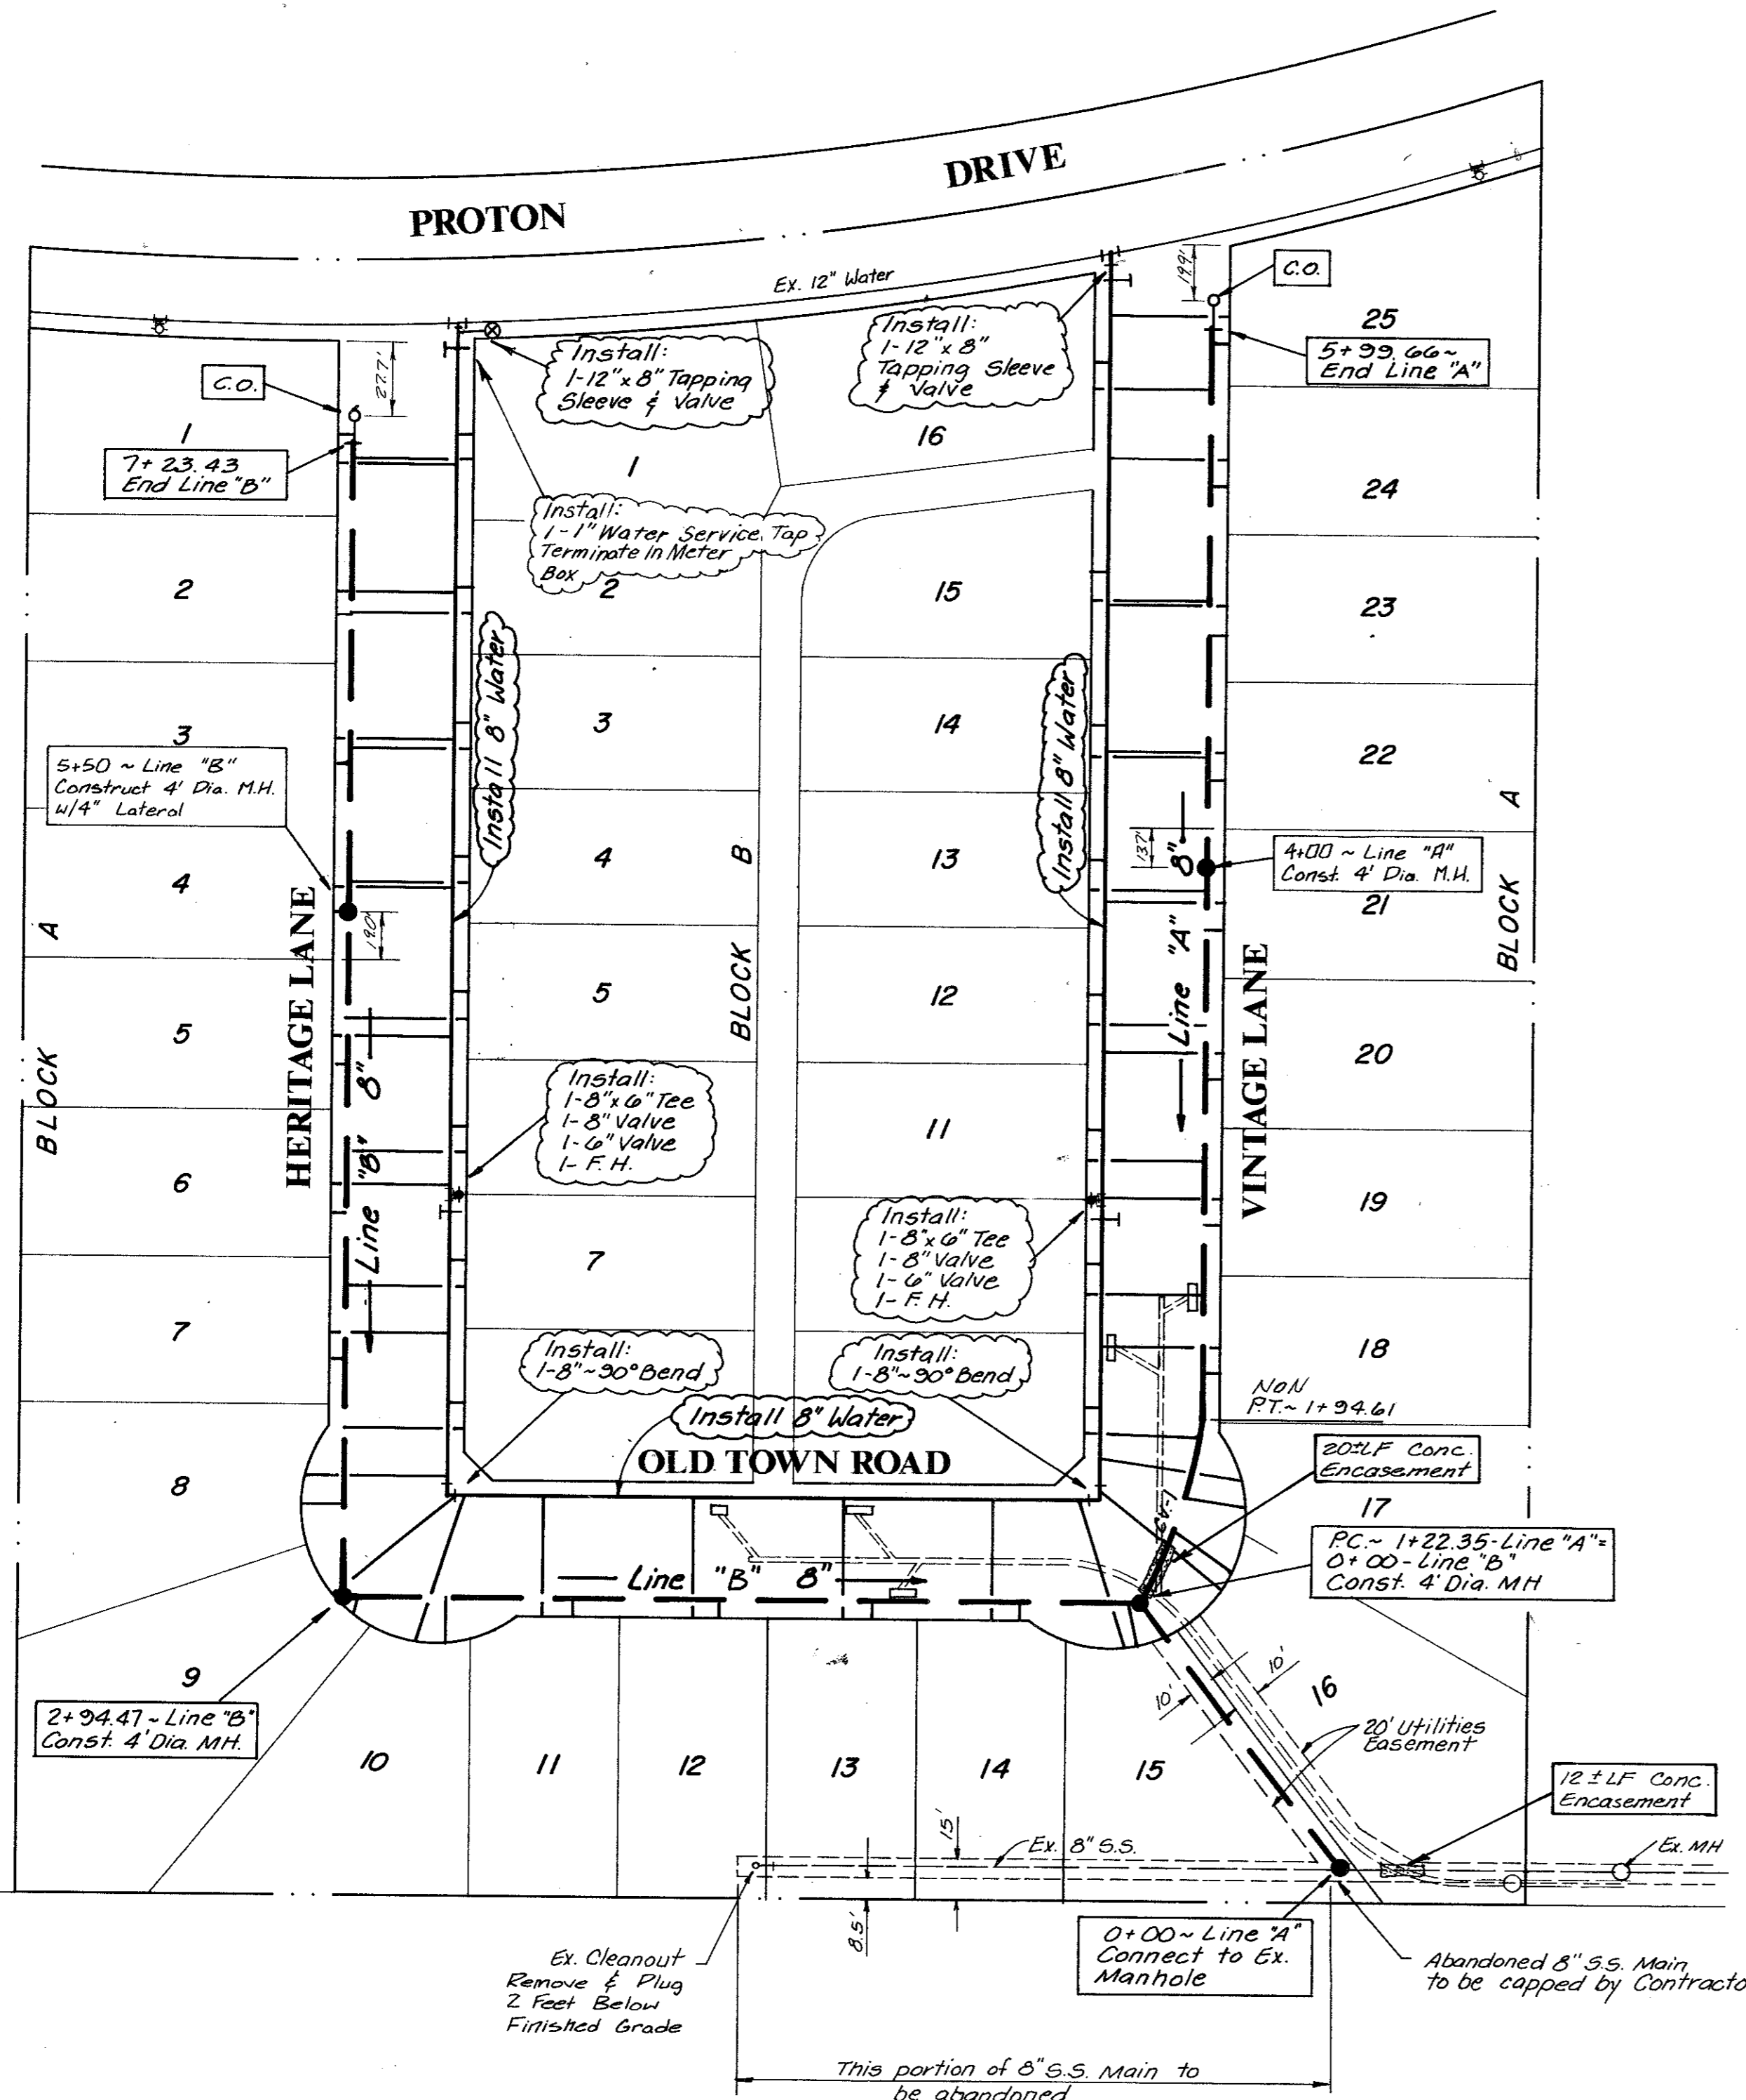 PROTON
DRIVE
Ex. 12" Water
C.O.
27.7'
1
7+23.43
End Line "B"
Install:
1-12"x 8" Tapping
Sleeve & Valve
Install:
1-12"x 8"
Tapping Sleeve
& Valve
19.9'
C.O.
25
5+99.66~
End Line "A"
1
16
Install:
1-1" Water Service Tap
Terminate In Meter
Box
24
2
2
15
23
Install 8" Water
Install 8" Water
3
3
14
22
5+50 ~ Line "B"
Construct 4' Dia. M.H.
w/4" Lateral
4
4
B
BLOCK
13
13.7'
8"
Line "A"
4+00 ~ Line "A"
Const. 4' Dia. M.H.
21
A
BLOCK
A
BLOCK
19.0'
HERITAGE LANE
VINTAGE LANE
5
5
12
20
8"
Line "B"
Install:
1-8"x 6" Tee
1-8" Valve
1-6" Valve
1- F.H.
11
6
19
Install:
1-8"x 6" Tee
1-8" Valve
1-6" Valve
1- F.H.
7
7
18
Install:
1-8"~90° Bend
Install:
1-8"~90° Bend
NON
P.T.~ 1+94.61
Install 8" Water
OLD TOWN ROAD
20±LF Conc.
Encasement
8
17
P.C.~ 1+22.35-Line "A"=
0+00-Line "B"
Const. 4' Dia. MH
Line "B" 8"
9
2+94.47~ Line "B"
Const. 4' Dia. MH.
10'
10'
16
20' Utilities
Easement
10
11
12
13
14
15
12 ± LF Conc.
Encasement
15'
Ex. 8" S.S.
Ex. MH
8.5'
Ex. Cleanout
Remove & Plug
2 Feet Below
Finished Grade
0+00~ Line "A"
Connect to Ex.
Manhole
Abandoned 8" S.S. Main
to be capped by Contracto
This portion of 8" S.S. Main to
be abandoned